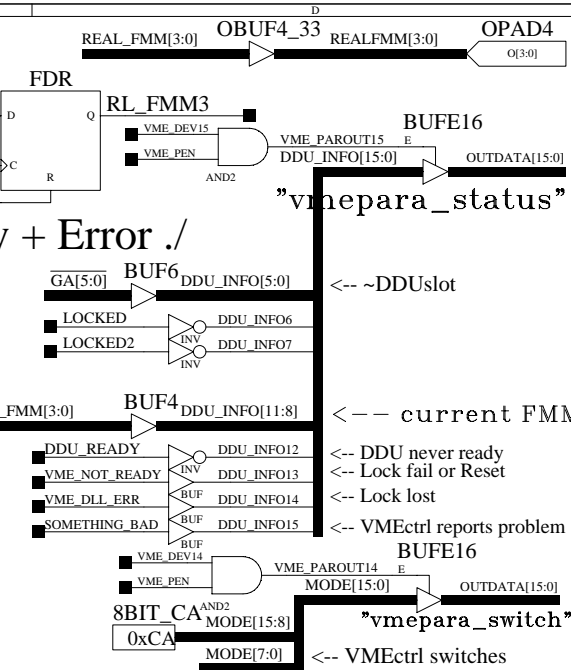 D
REAL_FMM[3:0]
OBUF4_33
REALFMM[3:0]
OPAD4
O[3:0]
FDR
D
Q
C
R
RL_FMM3
VME_DEV15
VME_PEN
AND2
VME_PAROUT15
E
BUFE16
DDU_INFO[15:0]
OUTDATA[15:0]
"vmepara_status"
+ Error ./
GA[5:0]
BUF6
DDU_INFO[5:0]
<-- ~DDUslot
LOCKED
INV
DDU_INFO6
LOCKED2
INV
DDU_INFO7
_FMM[3:0]
BUF4
DDU_INFO[11:8]
<-- current FMM
DDU_READY
INV
DDU_INFO12
<-- DDU never ready
VME_NOT_READY
BUF
DDU_INFO13
<-- Lock fail or Reset
VME_DLL_ERR
BUF
DDU_INFO14
<-- Lock lost
SOMETHING_BAD
BUF
DDU_INFO15
<-- VMEctrl reports problem
VME_DEV14
VME_PEN
AND2
VME_PAROUT14
E
BUFE16
MODE[15:0]
OUTDATA[15:0]
"vmepara_switch"
8BIT_CA
0xCA
MODE[15:8]
MODE[7:0]
<-- VMEctrl switches